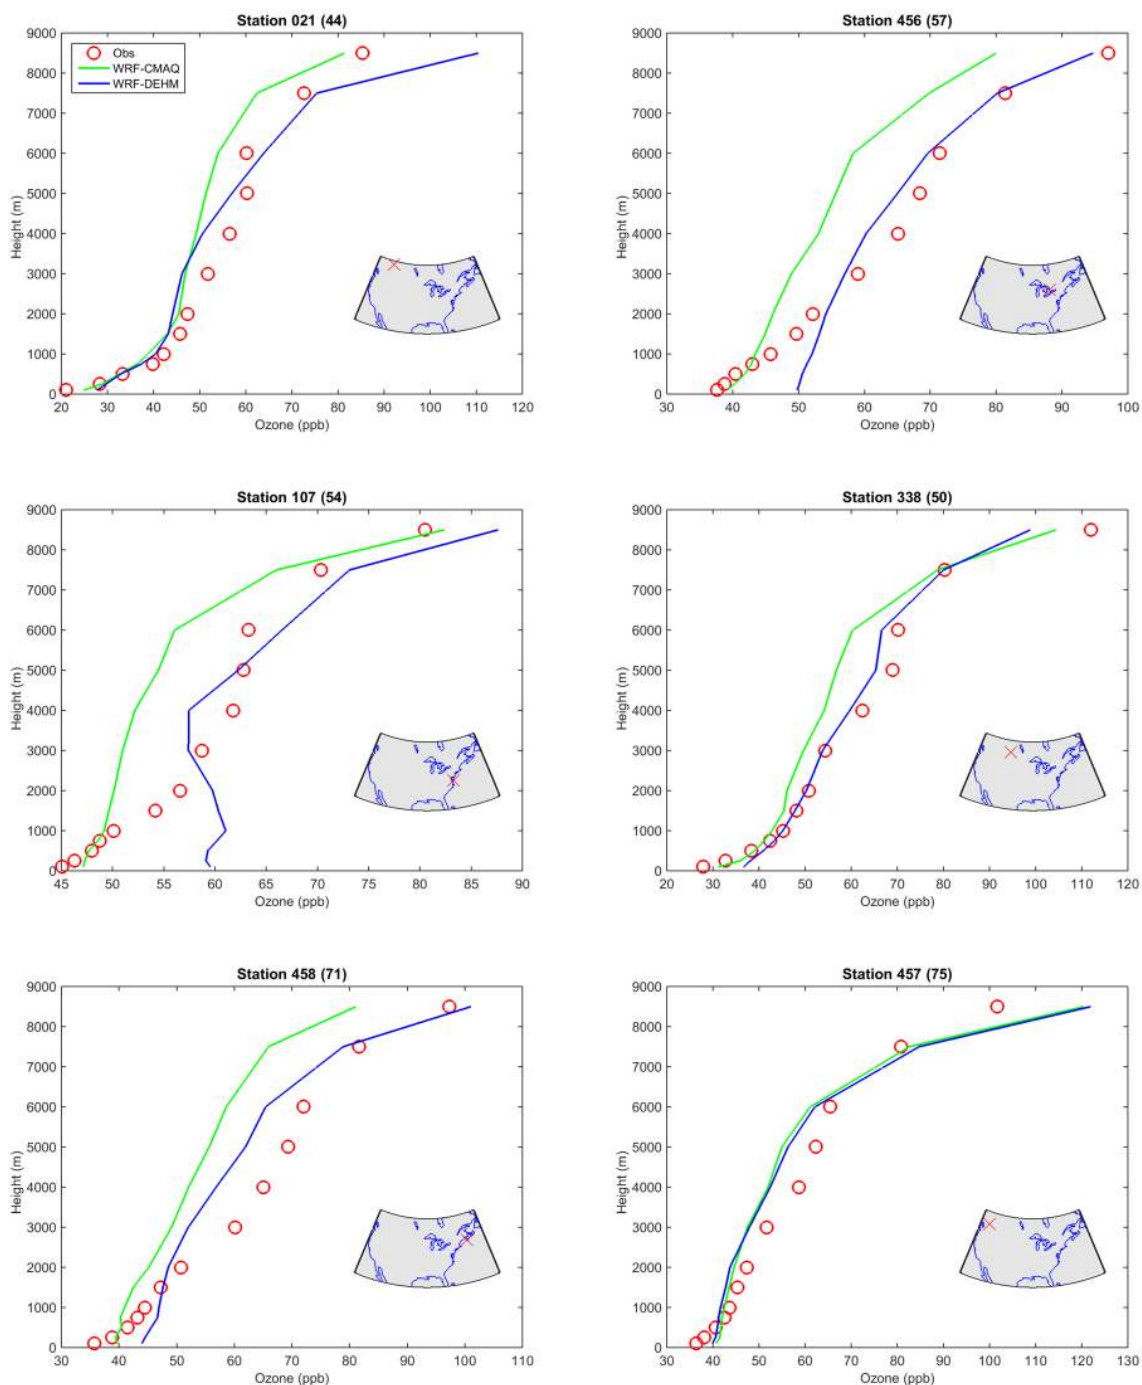 Station 021 (44)
9000
8000
7000
6000
5000
4000
3000
2000
1000
0
Height (m)
Obs
WRF-CMAQ
WRF-DEHM
20 30 40 50 60 70 80 90 100 110 120
Ozone (ppb)
Station 456 (57)
9000
8000
7000
6000
5000
4000
3000
2000
1000
0
Height (m)
30 40 50 60 70 80 90 100
Ozone (ppb)
Station 107 (54)
9000
8000
7000
6000
5000
4000
3000
2000
1000
0
Height (m)
45 50 55 60 65 70 75 80 85 90
Ozone (ppb)
Station 338 (50)
9000
8000
7000
6000
5000
4000
3000
2000
1000
0
Height (m)
20 30 40 50 60 70 80 90 100 110 120
Ozone (ppb)
Station 458 (71)
9000
8000
7000
6000
5000
4000
3000
2000
1000
0
Height (m)
30 40 50 60 70 80 90 100 110
Ozone (ppb)
Station 457 (75)
9000
8000
7000
6000
5000
4000
3000
2000
1000
0
Height (m)
30 40 50 60 70 80 90 100 110 120 130
Ozone (ppb)